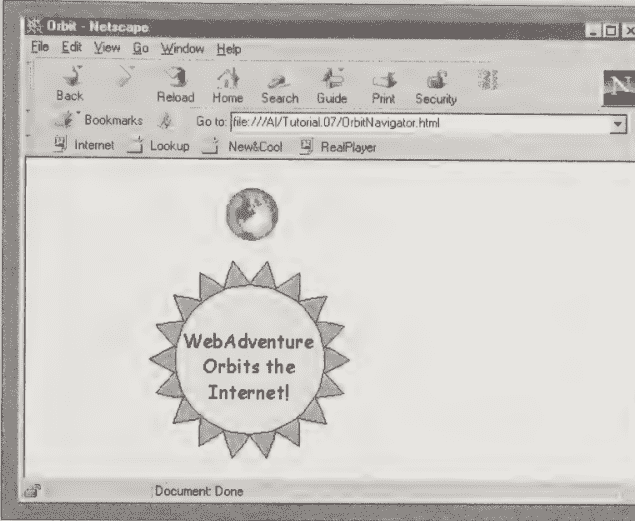 Orbit - Netscape
File Edit View Go Window Help
Back Reload Home Search Guide Print Security
N
Bookmarks Go to: file:///A|/Tutorial.07/OrbitNavigator.html
Internet Lookup New&Cool RealPlayer
WebAdventure
Orbits the
Internet!
Document: Done